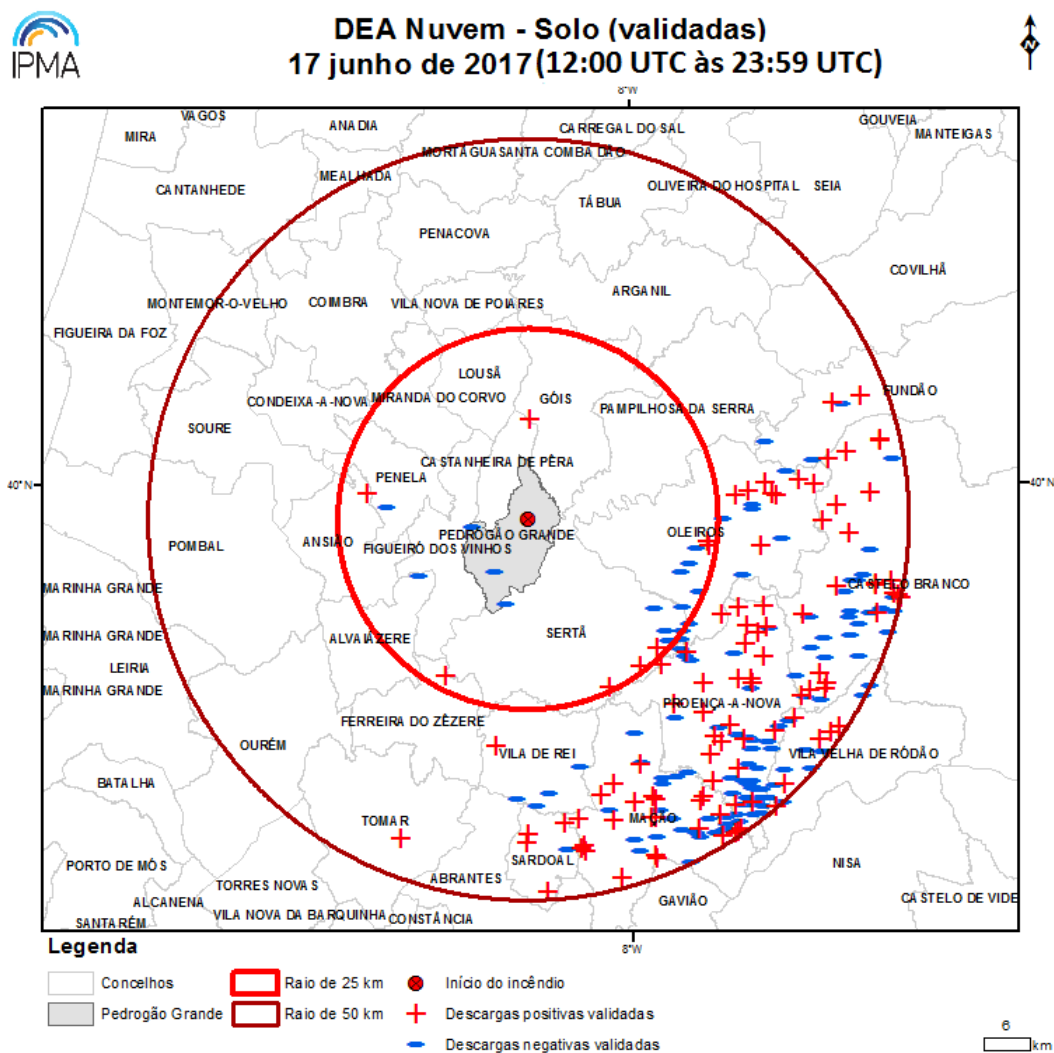 IPMA
DEA Nuvem - Solo (validadas)
17 junho de 2017 (12:00 UTC às 23:59 UTC)
N
8°W
VAGOS
MIRA
ANADIA
CARREGAL DO SAL
GOUVEIA
MANTEIGAS
MORTÁGUA SANTA COMBA DÃO
MEALHADA
CANTANHEDE
OLIVEIRA DO HOSPITAL
SEIA
TÁBUA
PENACOVA
COVILHÃ
ARGANIL
MONTEMOR-O-VELHO
COIMBRA
VILA NOVA DE POIARES
FIGUEIRA DA FOZ
LOUSÃ
FUNDÃO
CONDEIXA-A-NOVA
MIRANDA DO CORVO
GÓIS
PAMPILHOSA DA SERRA
SOURE
CASTANHEIRA DE PÊRA
PENELA
40°N
40°N
OLEIROS
PEDROGÃO GRANDE
ANSIÃO
FIGUEIRÓ DOS VINHOS
POMBAL
MARINHA GRANDE
CASTELO BRANCO
MARINHA GRANDE
ALVAIÁZERE
SERTÃ
LEIRIA
MARINHA GRANDE
PROENÇA-A-NOVA
FERREIRA DO ZÊZERE
OURÉM
VILA DE REI
VILA VELHA DE RÓDÃO
BATALHA
TOMAR
MAÇÃO
PORTO DE MÓS
SARDOAL
NISA
ABRANTES
TORRES NOVAS
ALCANENA
GAVIÃO
CASTELO DE VIDE
SANTARÉM
VILA NOVA DA BARQUINHA
CONSTÂNCIA
8°W
Legenda
Concelhos
Raio de 25 km
Início do incêndio
Pedrogão Grande
Raio de 50 km
Descargas positivas validadas
Descargas negativas validadas
6
km